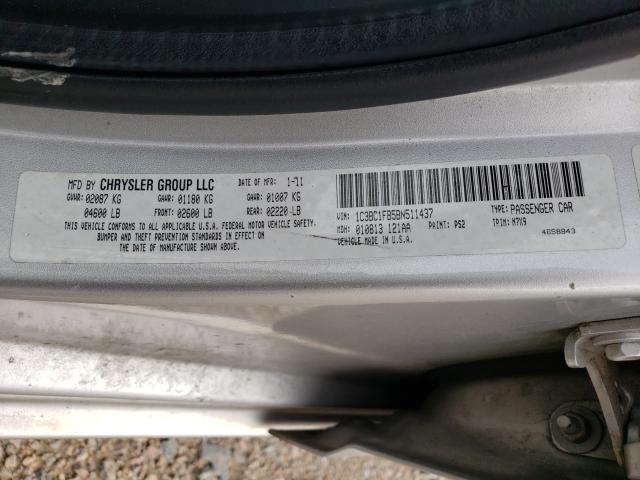 MFD BY CHRYSLER GROUP LLC DATE OF MFR: 1-11
GVWR: 02087 KG GAWR: 01180 KG GAWR: 01007 KG
04600 LB FRONT: 02600 LB REAR: 02220 LB
THIS VEHICLE CONFORMS TO ALL APPLICABLE U.S.A. FEDERAL MOTOR VEHICLE SAFETY,
BUMPER AND THEFT PREVENTION STANDARDS IN EFFECT ON
THE DATE OF MANUFACTURE SHOWN ABOVE.
H
VIN: 1C3BC1FB5BN511437 TYPE: PASSENGER CAR
MDH: 010813 121AA PAINT: PS2 TRIM: M7X9
VEHICLE MADE IN: U.S.A. 4658843